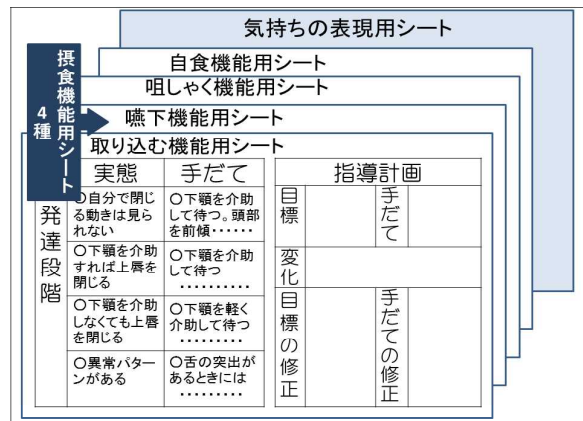 気持ちの表現用シート
自食機能用シート
咀しゃく機能用シート
嚥下機能用シート
取り込む機能用シート
摂食機能用シート
4種
発達段階
実態
手だて
○自分で閉じ
る動きは見ら
れない
○下顎を介助
して待つ。頭部
を前傾‥‥‥
○下顎を介助
すれば上唇を
閉じる
○下顎を介助
して待つ
‥‥‥‥‥
○下顎を介助
しなくても上唇
を閉じる
○下顎を軽く
介助して待つ
‥‥‥‥‥
○異常パター
ンがある
○舌の突出が
あるときには
‥‥‥‥‥
指導計画
目標
手だて
変化
目標の修正
手だての修正